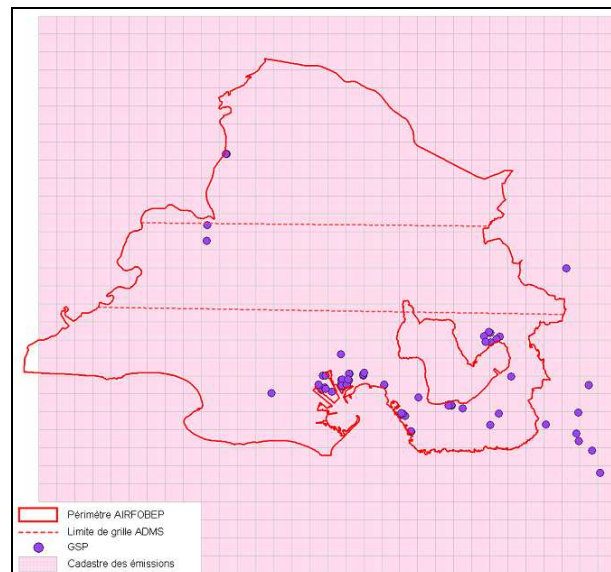 Périmètre AIRFOBEP
Limite de grille ADMS
GSP
Cadastre des émissions